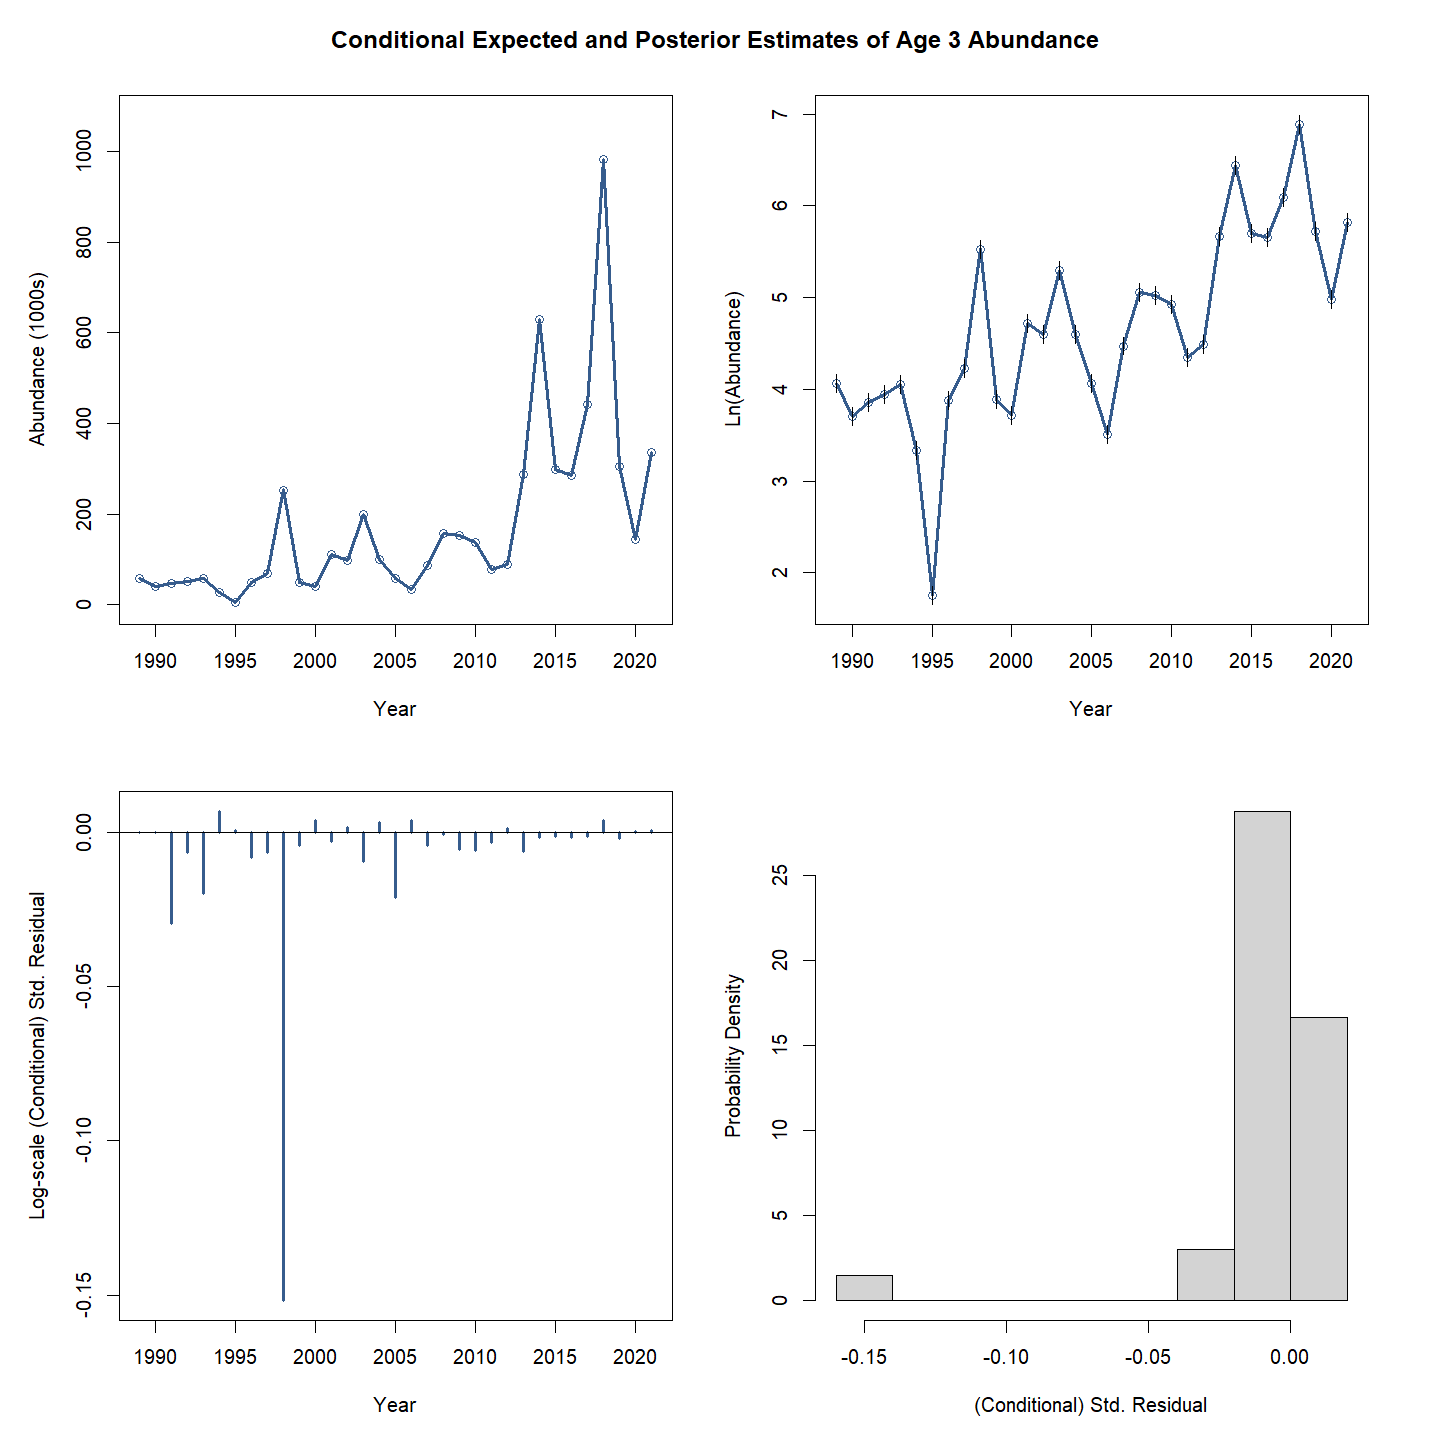 Conditional Expected and Posterior Estimates of Age 3 Abundance
Abundance (1000s)
0
200
400
600
800
1000
1990 1995 2000 2005 2010 2015 2020
Year
Ln(Abundance)
2
3
4
5
6
7
1990 1995 2000 2005 2010 2015 2020
Year
Log-scale (Conditional) Std. Residual
-0.15
-0.10
-0.05
0.00
1990 1995 2000 2005 2010 2015 2020
Year
Probability Density
0
5
10
15
20
25
-0.15 -0.10 -0.05 0.00
(Conditional) Std. Residual